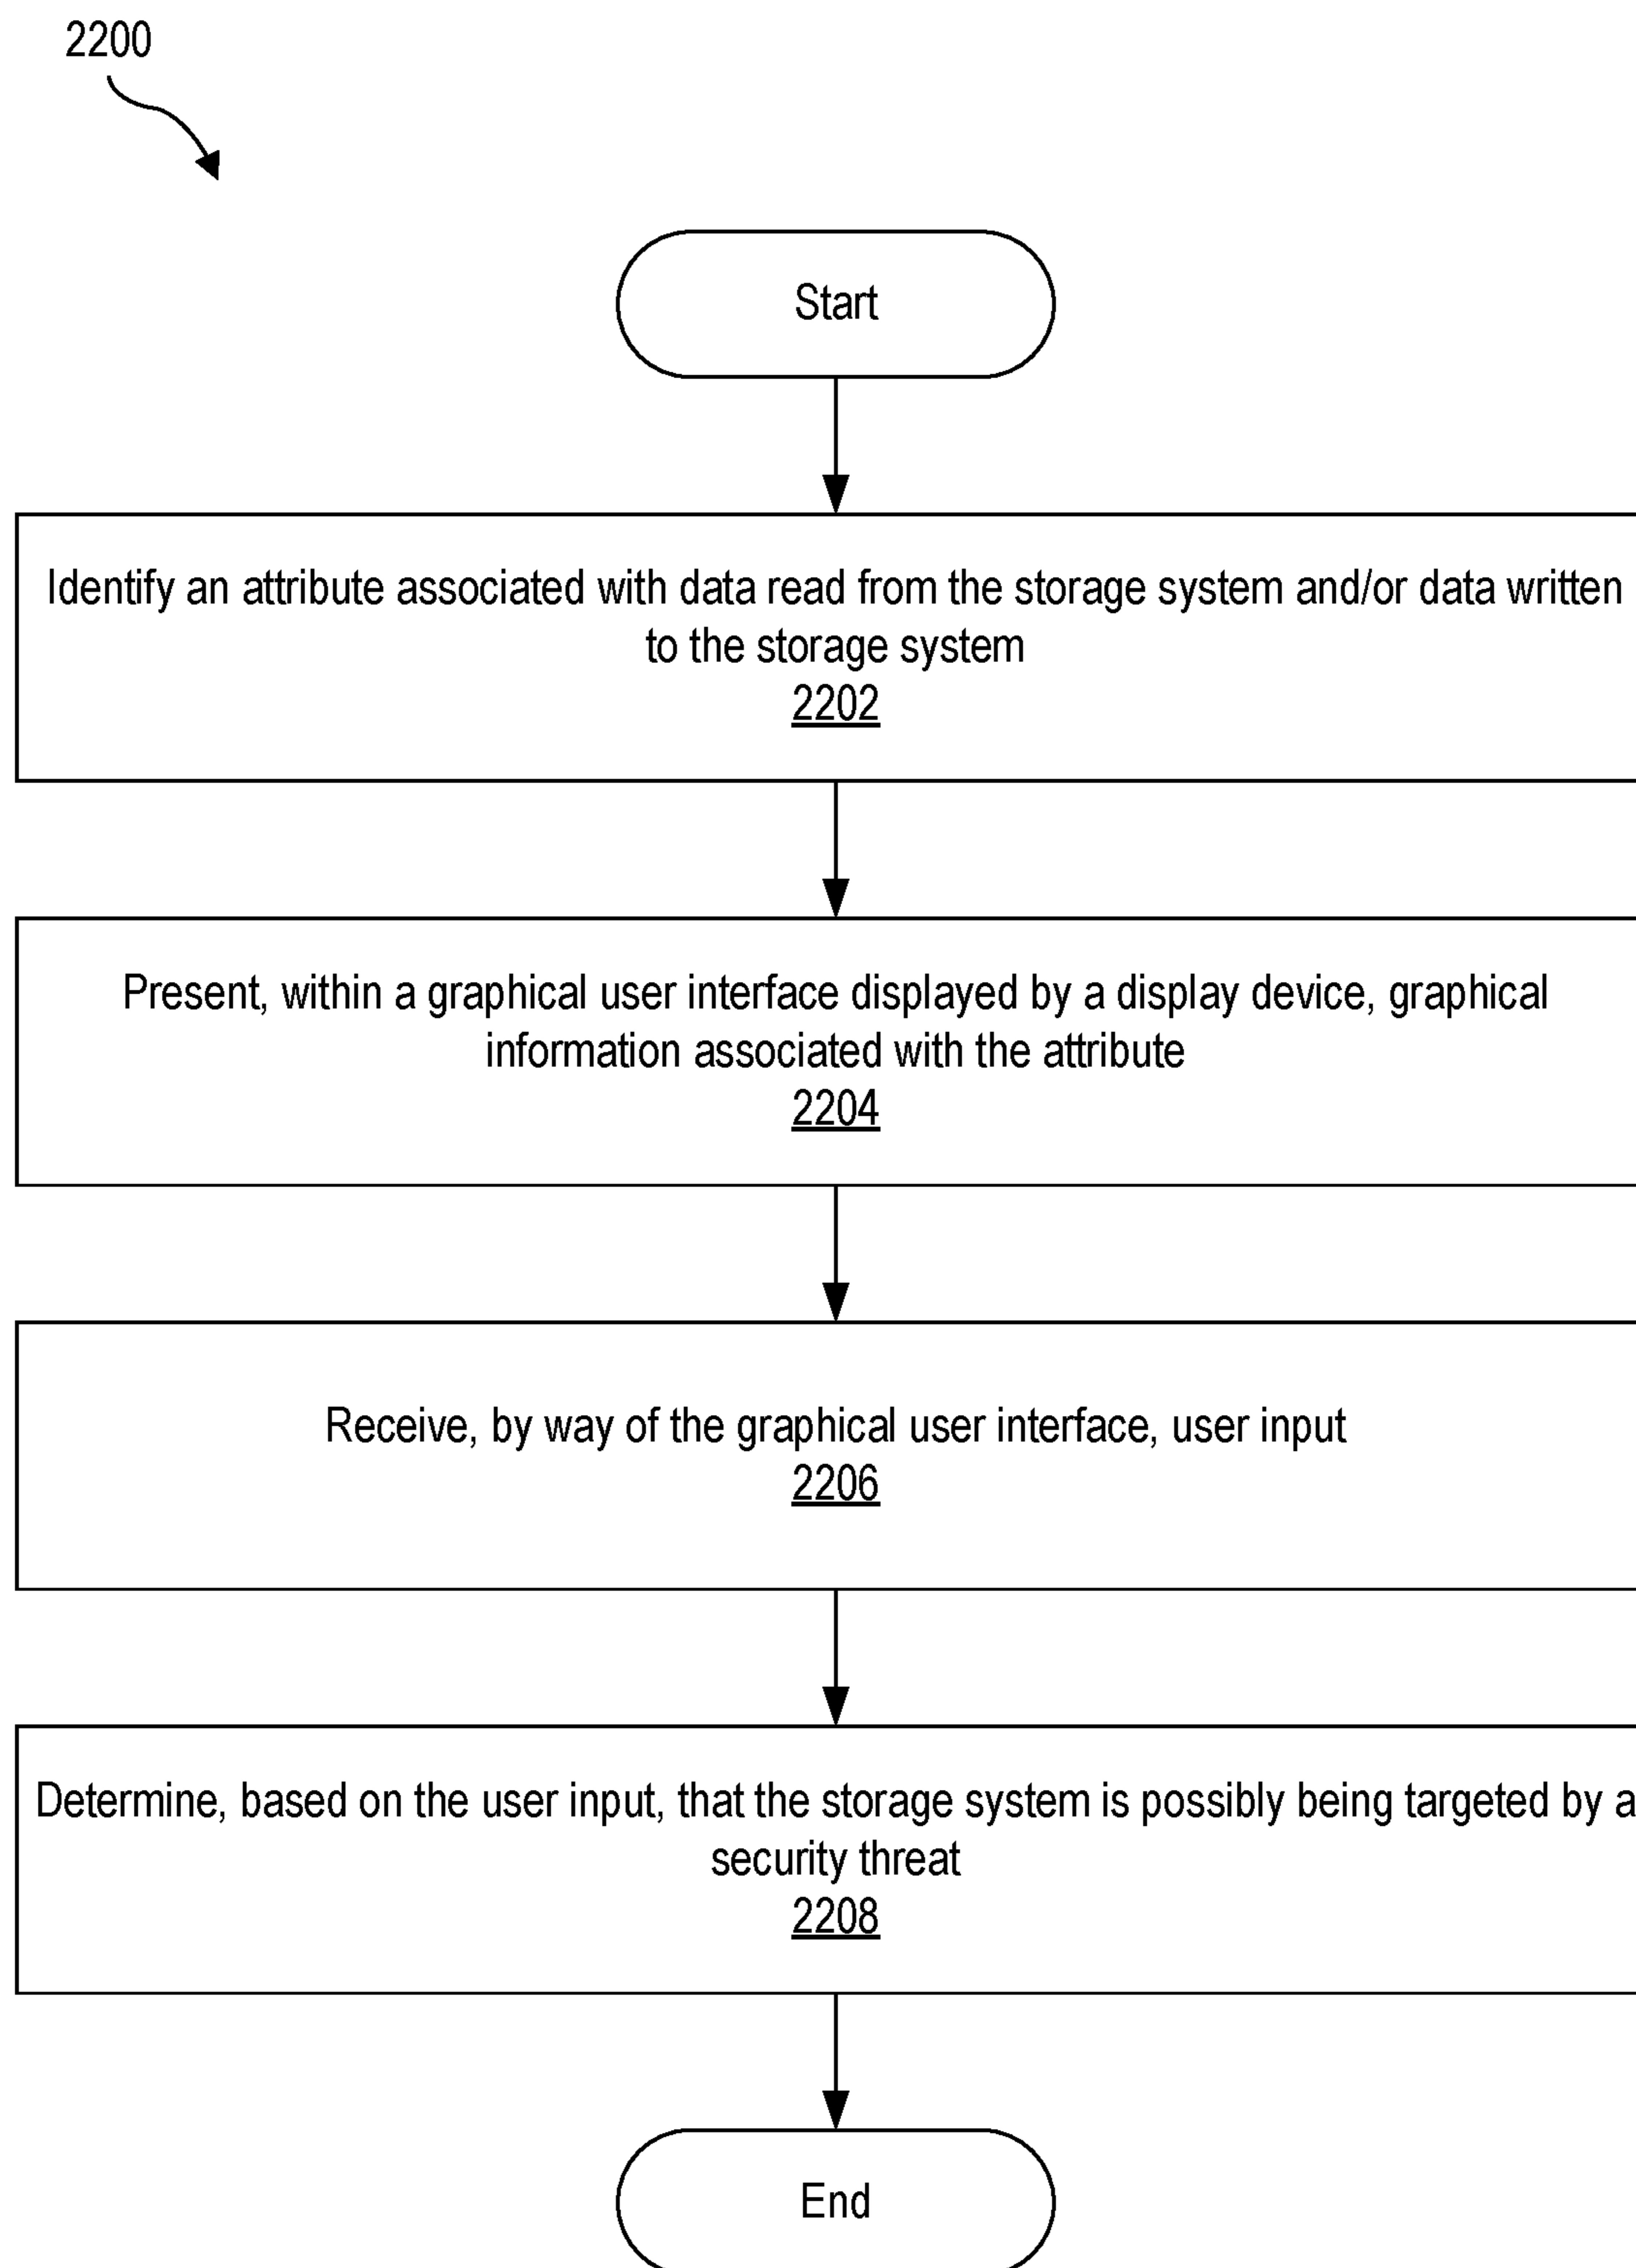 2200
Start
Identify an attribute associated with data read from the storage system and/or data written
to the storage system
2202
Present, within a graphical user interface displayed by a display device, graphical
information associated with the attribute
2204
Receive, by way of the graphical user interface, user input
2206
Determine, based on the user input, that the storage system is possibly being targeted by a
security threat
2208
End